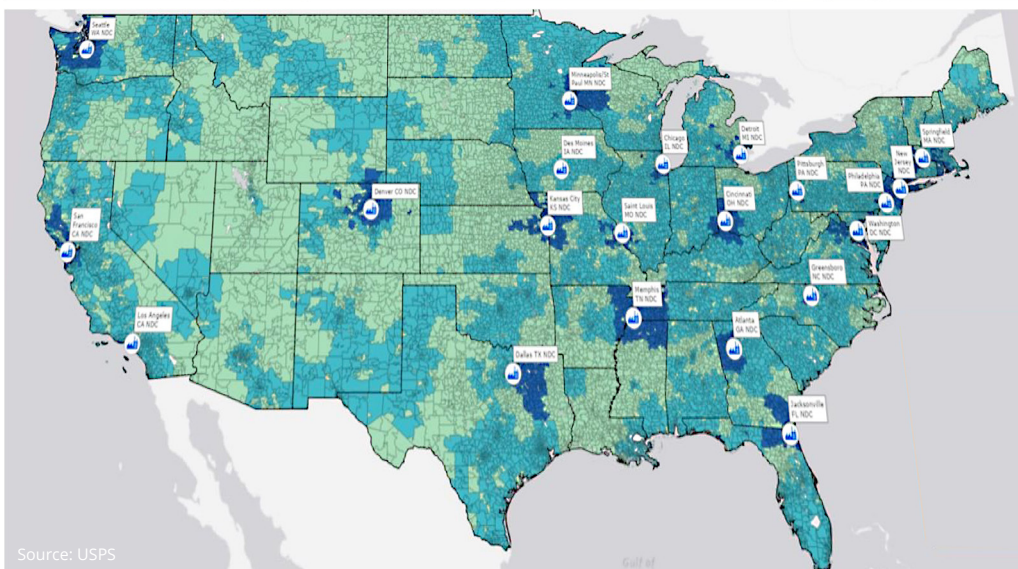 Seattle
WA NDC
Minneapolis/St
Paul MN NDC
Des Moines
IA NDC
Chicago
IL NDC
Detroit
MI NDC
Springfield
MA NDC
New
Jersey
NDC
Pittsburgh
PA NDC
Philadelphia
PA NDC
Denver CO NDC
Kansas City
KS NDC
Saint Louis
MO NDC
Cincinnati
OH NDC
Washington
DC NDC
San
Francisco
CA NDC
Greensboro
NC NDC
Memphis
TN NDC
Los Angeles
CA NDC
Atlanta
GA NDC
Dallas TX NDC
Jacksonville
FL NDC
Source: USPS
Gulf of